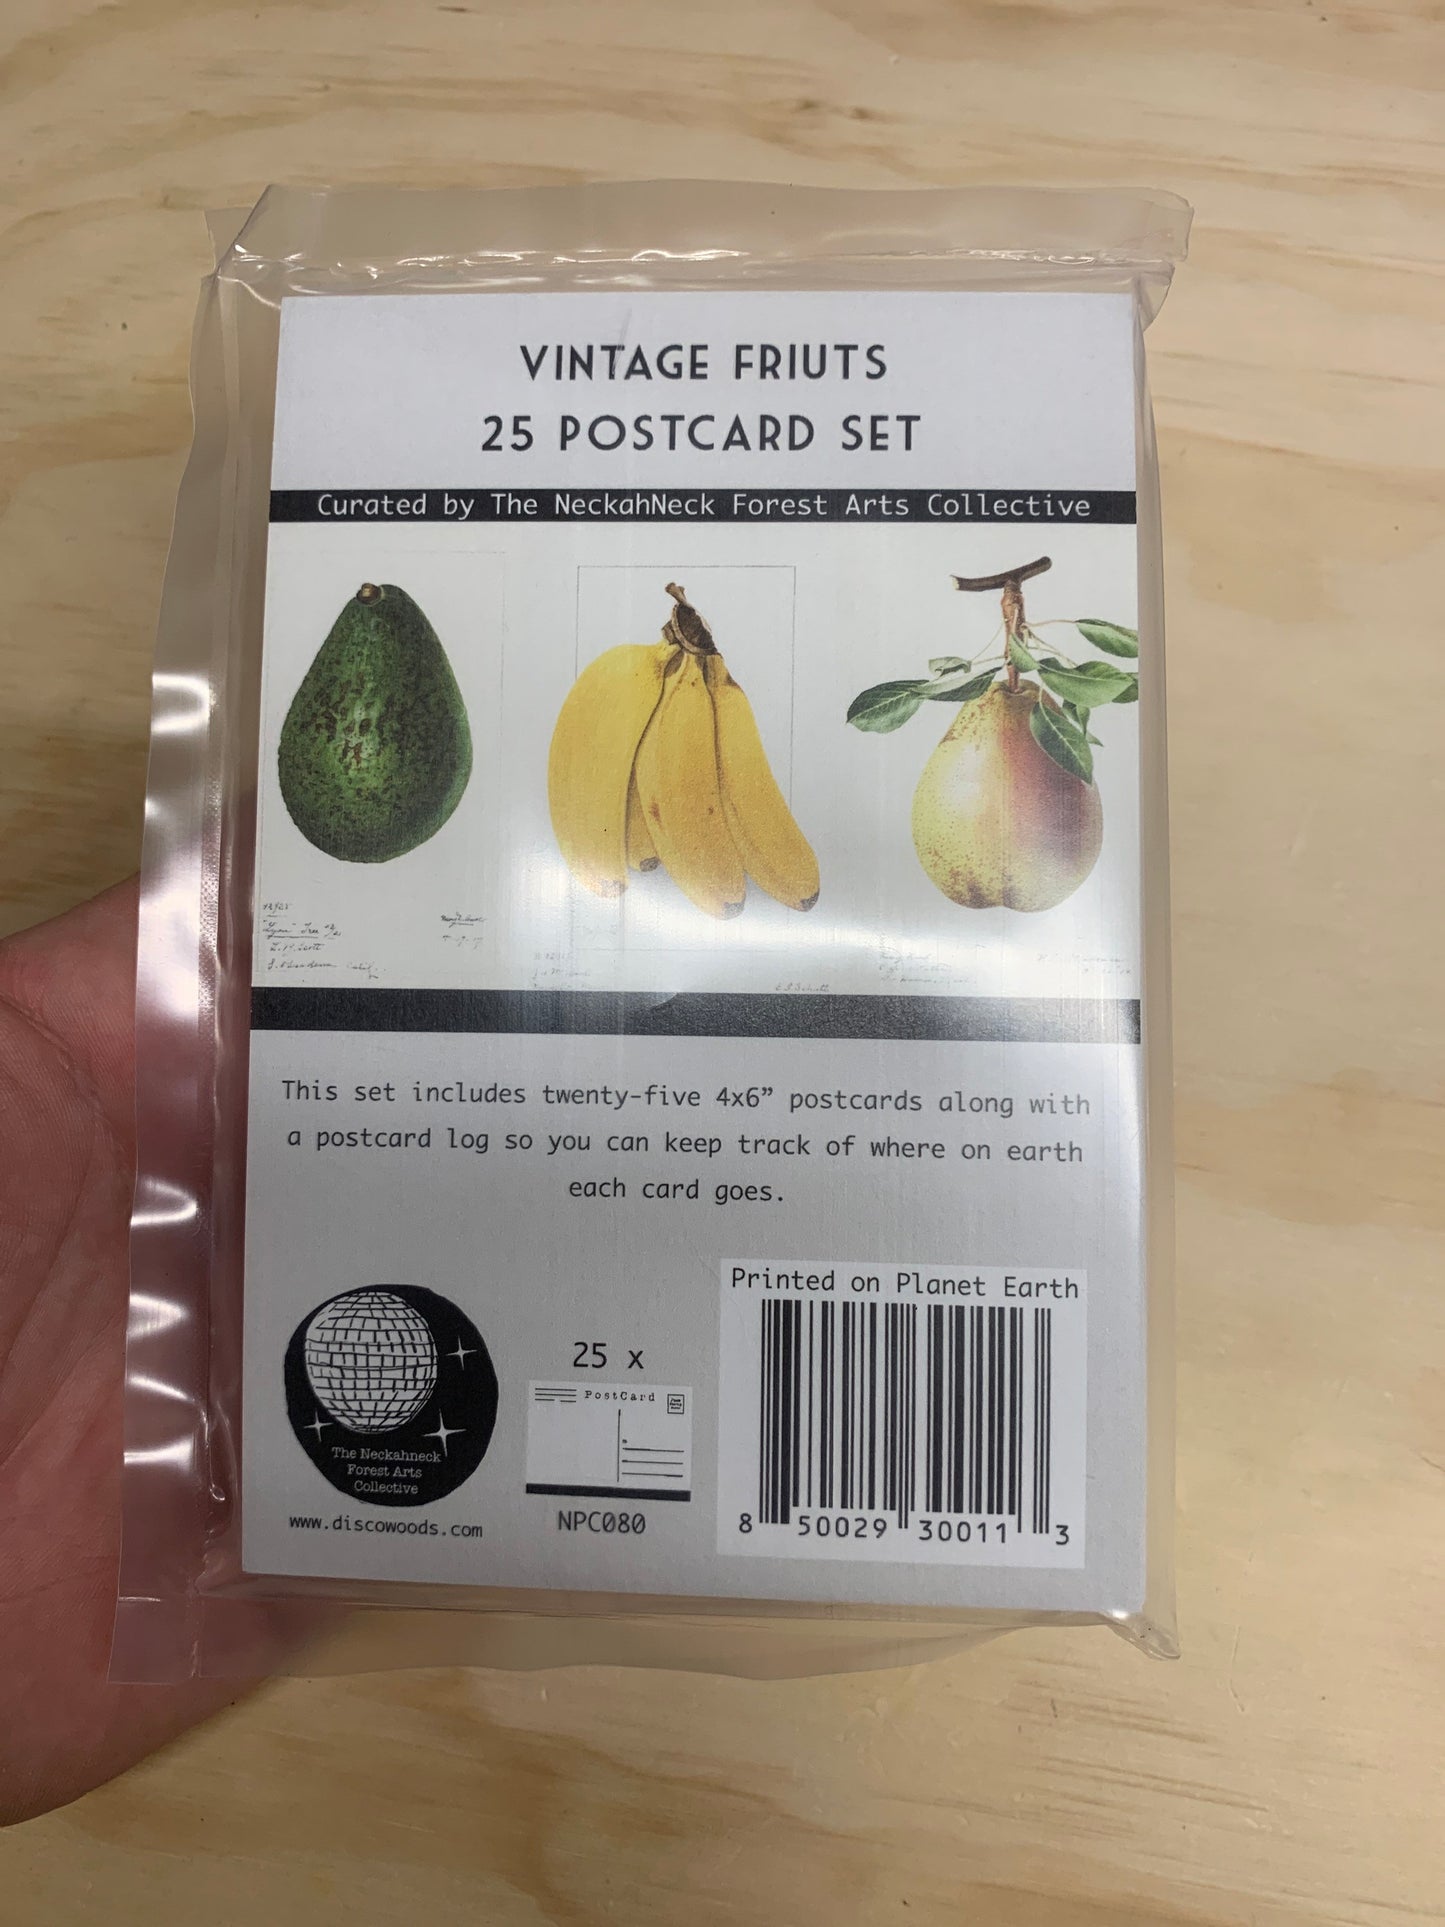 VINTAGE FRIUTS
25 POSTCARD SET
Curated by The NeckahNeck Forest Arts Collective
This set includes twenty-five 4x6” postcards along with
a postcard log so you can keep track of where on earth
each card goes.
The Neckahneck
Forest Arts
Collective
www.discowoods.com
25 x
PostCard
NPC080
Printed on Planet Earth
8 50029 30011 3